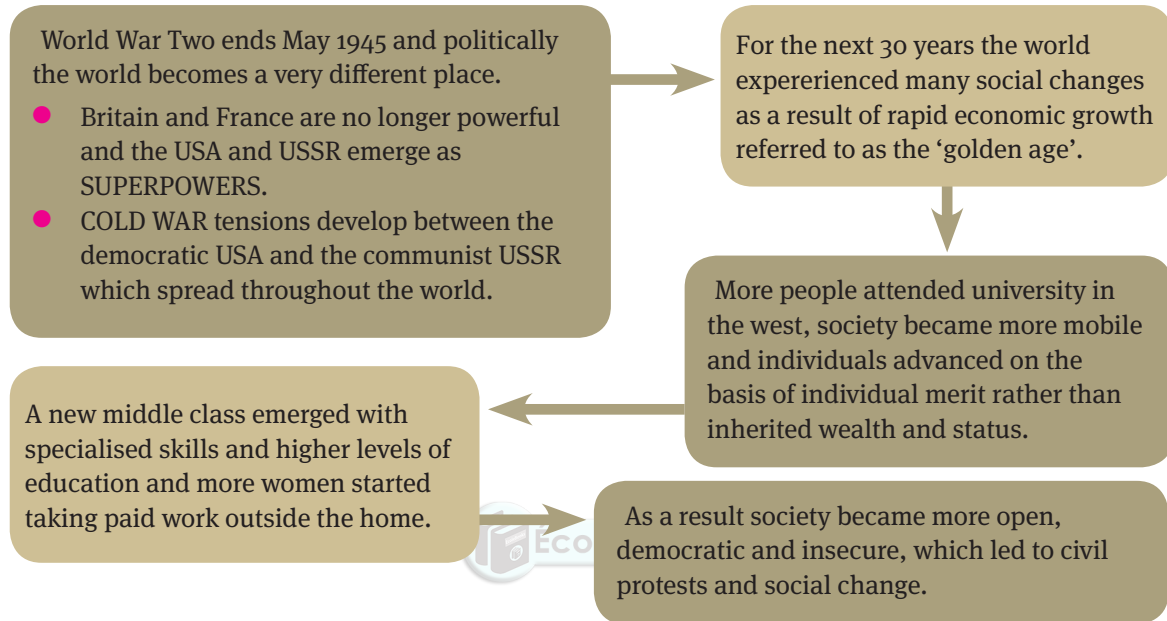 World War Two ends May 1945 and politically
the world becomes a very different place.
● Britain and France are no longer powerful
and the USA and USSR emerge as
SUPERPOWERS.
● COLD WAR tensions develop between the
democratic USA and the communist USSR
which spread throughout the world.
For the next 30 years the world
expererienced many social changes
as a result of rapid economic growth
referred to as the ‘golden age’.
More people attended university in
the west, society became more mobile
and individuals advanced on the
basis of individual merit rather than
inherited wealth and status.
A new middle class emerged with
specialised skills and higher levels of
education and more women started
taking paid work outside the home.
As a result society became more open,
democratic and insecure, which led to civil
protests and social change.